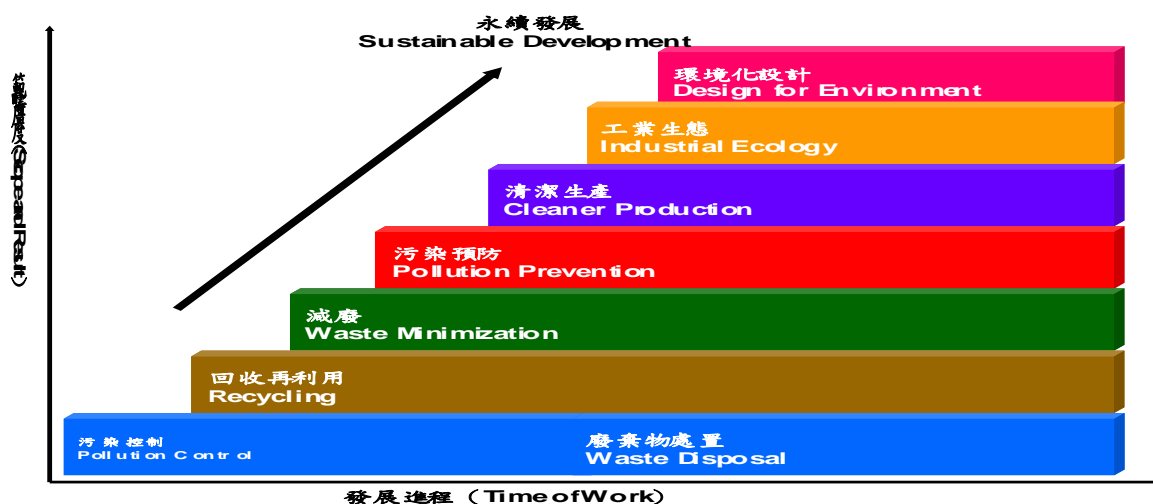 永續發展
Sustainable Development
環境化設計
Design for Environment
工業生態
Industrial Ecology
清潔生產
Cleaner Production
污染預防
Pollution Prevention
減廢
Waste Minimization
回收再利用
Recycling
污染控制
Pollution Control
廢棄物處置
Waste Disposal
(Scope and Result)
發展進程（Time of Work）